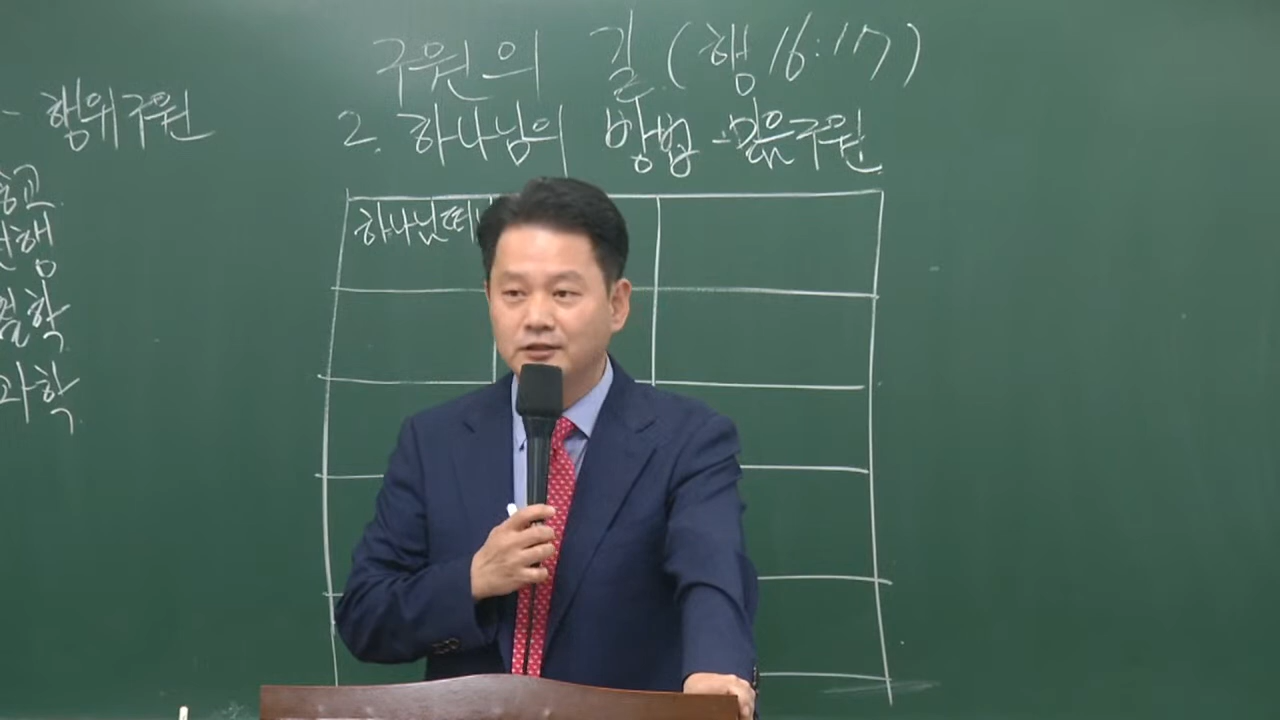 구원의 길 (행 16:17)
- 행위구원
2. 하나님의 방법 - 믿음구원
종교
선행
철학
과학
하나님떠